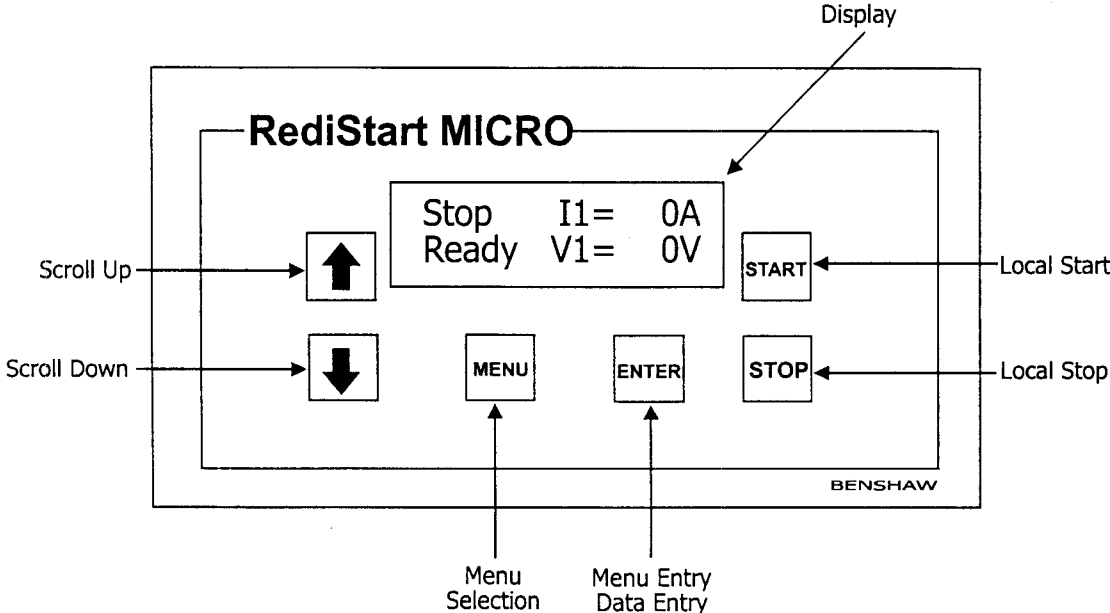 Display
RediStart MICRO
Stop I1= 0A
Ready V1= 0V
Scroll Up
START
Local Start
Scroll Down
MENU
ENTER
STOP
Local Stop
BENSHAW
Menu
Selection
Menu Entry
Data Entry